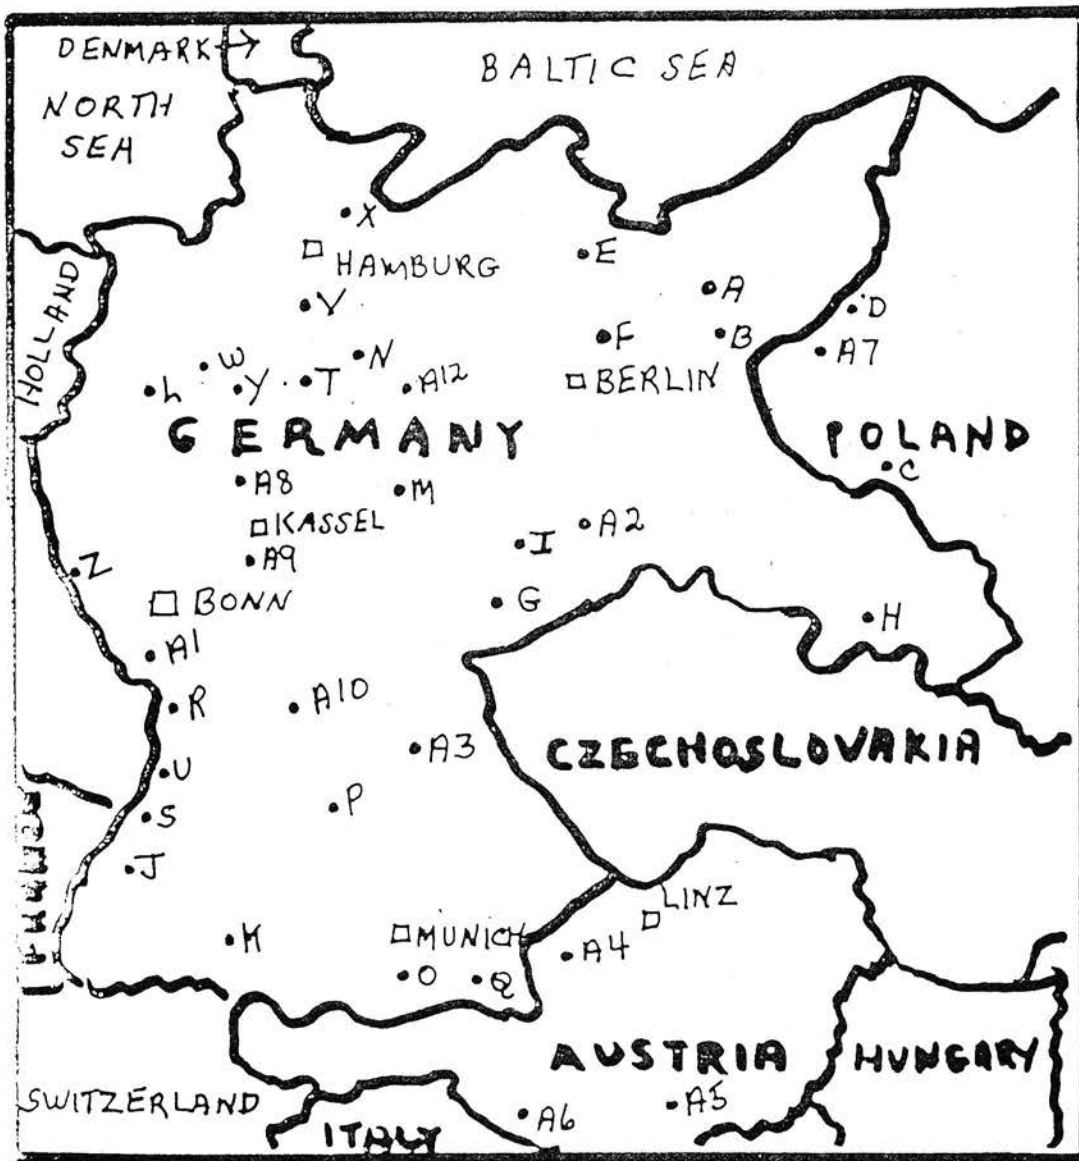 DENMARK
BALTIC SEA
NORTH
SEA
X
HAMBURG
E
HOLLAND
V
A
D
F
B
A7
W
N
L
Y
T
A12
BERLIN
GERMANY
POLAND
C
A8
M
KASSEL
A2
I
A9
Z
BONN
G
H
A1
R
A10
A3
CZECHOSLOVAKIA
U
S
P
J
LINZ
K
MUNICH
A4
O
Q
AUSTRIA
HUNGARY
SWITZERLAND
A6
A5
ITALY